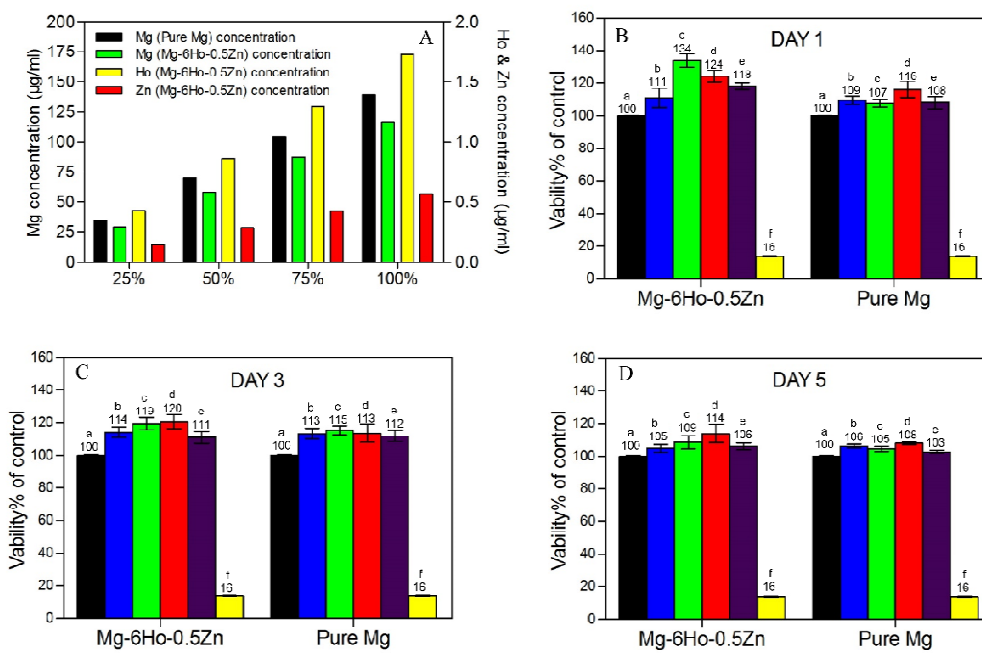 A
Mg (Pure Mg) concentration
Mg (Mg-6Ho-0.5Zn) concentration
Ho (Mg-6Ho-0.5Zn) concentration
Zn (Mg-6Ho-0.5Zn) concentration
Mg concentration (µg/ml)
200
175
150
125
100
75
50
25
0
Ho & Zn concentration
(µg/ml)
2.0
1.5
1.0
0.5
0.0
25% 50% 75% 100%
B
DAY 1
Vability% of control
160
140
120
100
80
60
40
20
0
a b c d e f
100 111 134 124 118 16
a b c d e f
100 109 107 116 108 16
Mg-6Ho-0.5Zn Pure Mg
C
DAY 3
Vability% of control
160
140
120
100
80
60
40
20
0
a b c d e f
100 114 119 120 111 16
a b c d a f
100 113 115 113 112 16
Mg-6Ho-0.5Zn Pure Mg
D
DAY 5
Vability% of control
160
140
120
100
80
60
40
20
0
a b c d e f
100 105 109 114 106 16
a b c d e f
100 106 105 108 103 16
Mg-6Ho-0.5Zn Pure Mg